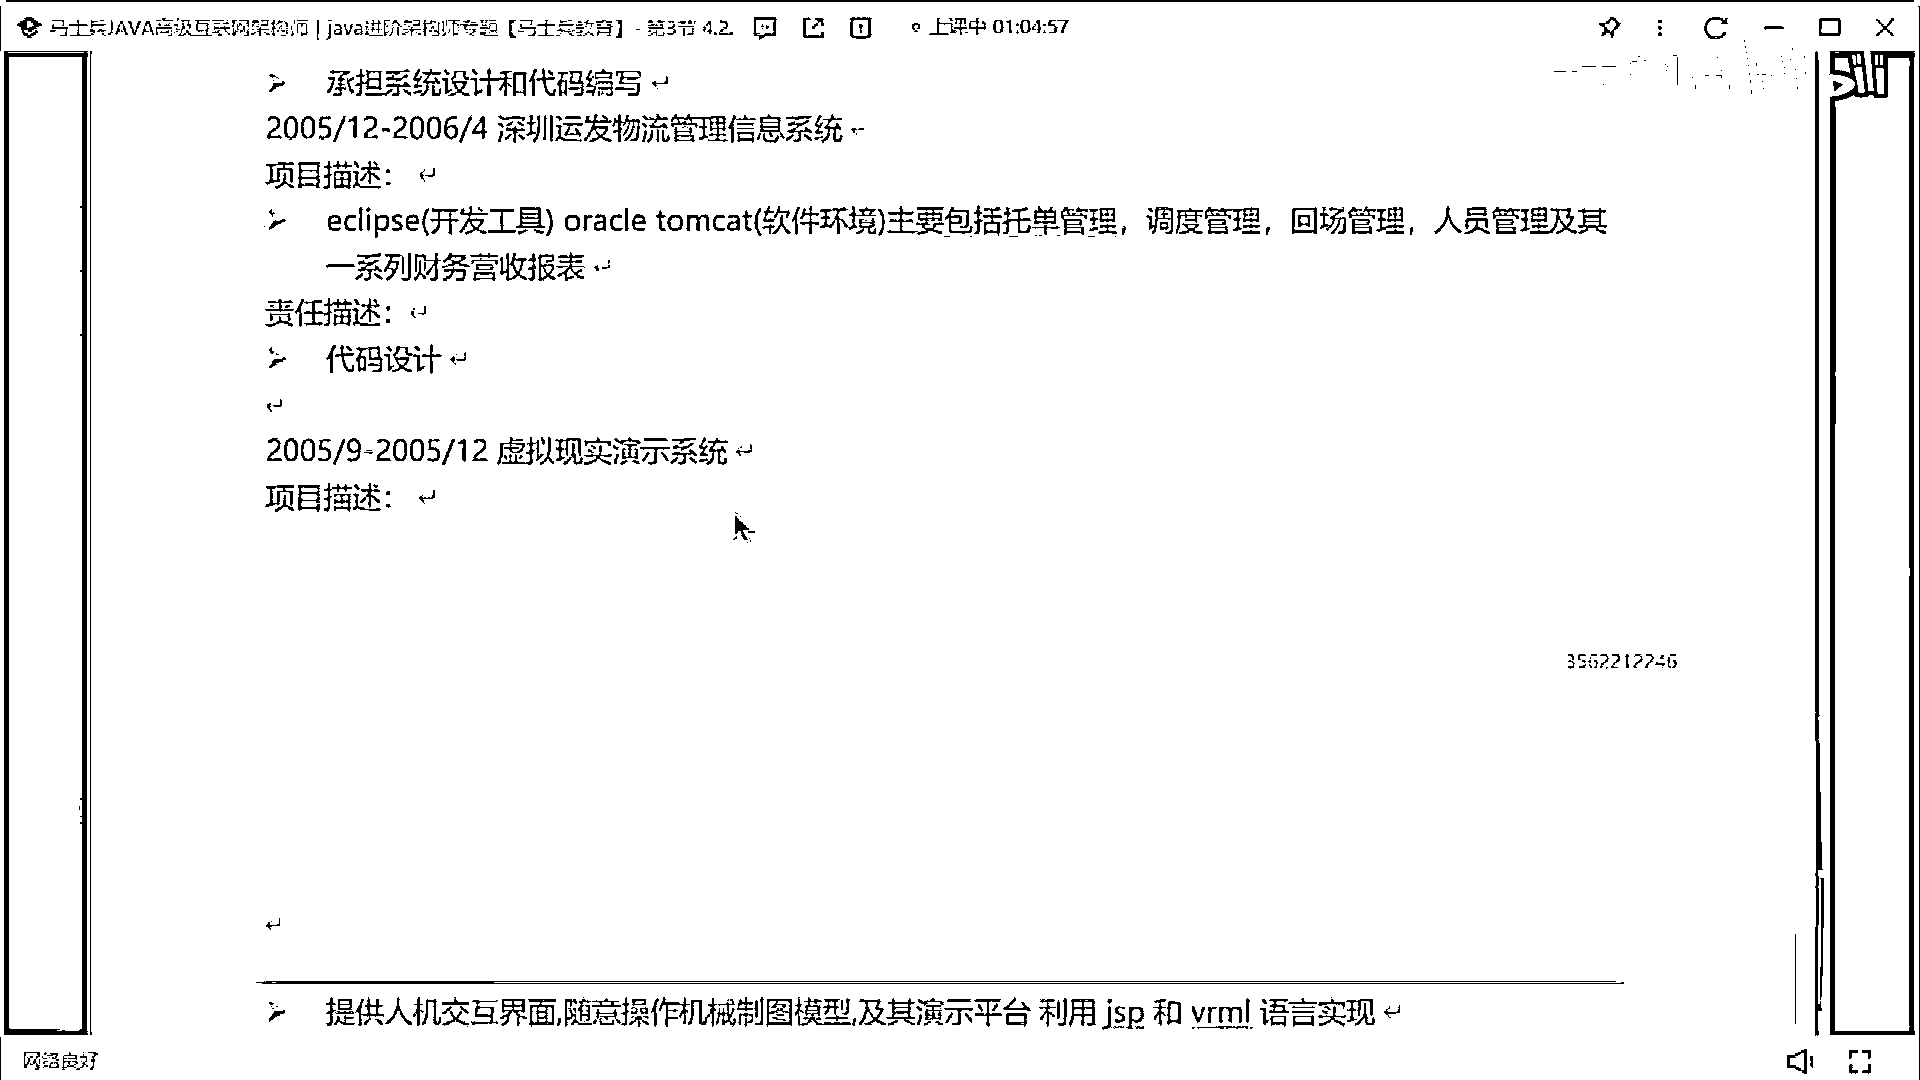 马士兵JAVA高级互联网架构师 | java进阶架构师专题【马士兵教育】- 第3节 4.2. 上课中 01:04:57
承担系统设计和代码编写
2005/12-2006/4 深圳运发物流管理信息系统
项目描述：
eclipse(开发工具) oracle tomcat(软件环境)主要包括托单管理，调度管理，回场管理，人员管理及其
一系列财务营收报表
责任描述：
代码设计
2005/9-2005/12 虚拟现实演示系统
项目描述：
3562212246
提供人机交互界面,随意操作机械制图模型,及其演示平台 利用 jsp 和 vrml 语言实现
网络良好